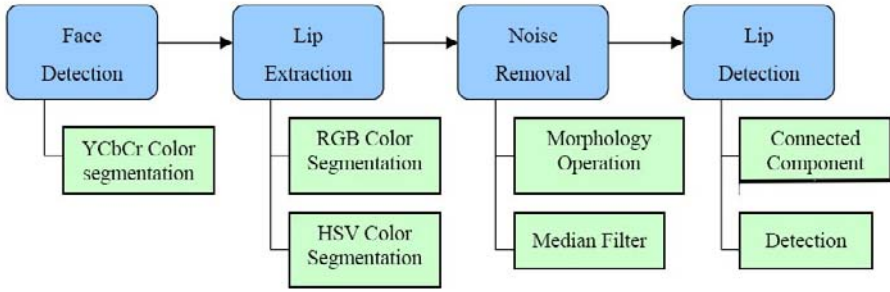 Face
Detection
Lip
Extraction
Noise
Removal
Lip
Detection
YCbCr Color
segmentation
RGB Color
Segmentation
HSV Color
Segmentation
Morphology
Operation
Median Filter
Connected
Component
Detection